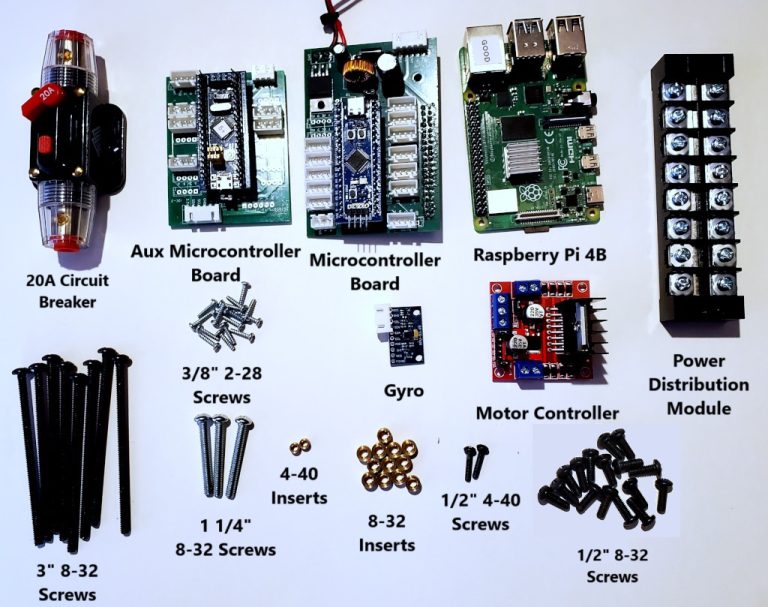 20A
GOOD
HDMI
20A Circuit
Breaker
Aux Microcontroller
Board
Microcontroller
Board
Raspberry Pi 4B
Power
Distribution
Module
3/8" 2-28
Screws
Gyro
Motor Controller
3" 8-32
Screws
1 1/4"
8-32 Screws
4-40
Inserts
8-32
Inserts
1/2" 4-40
Screws
1/2" 8-32
Screws